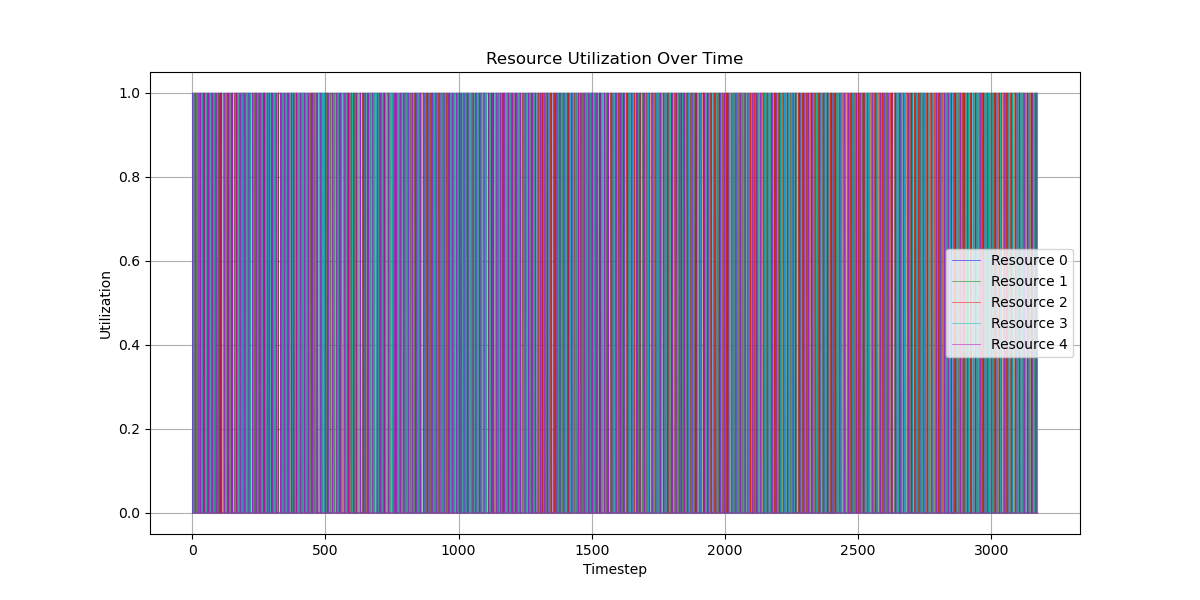 Resource Utilization Over Time
1.0
0.8
0.6
0.4
0.2
0.0
Utilization
Resource 0
Resource 1
Resource 2
Resource 3
Resource 4
0 500 1000 1500 2000 2500 3000
Timestep